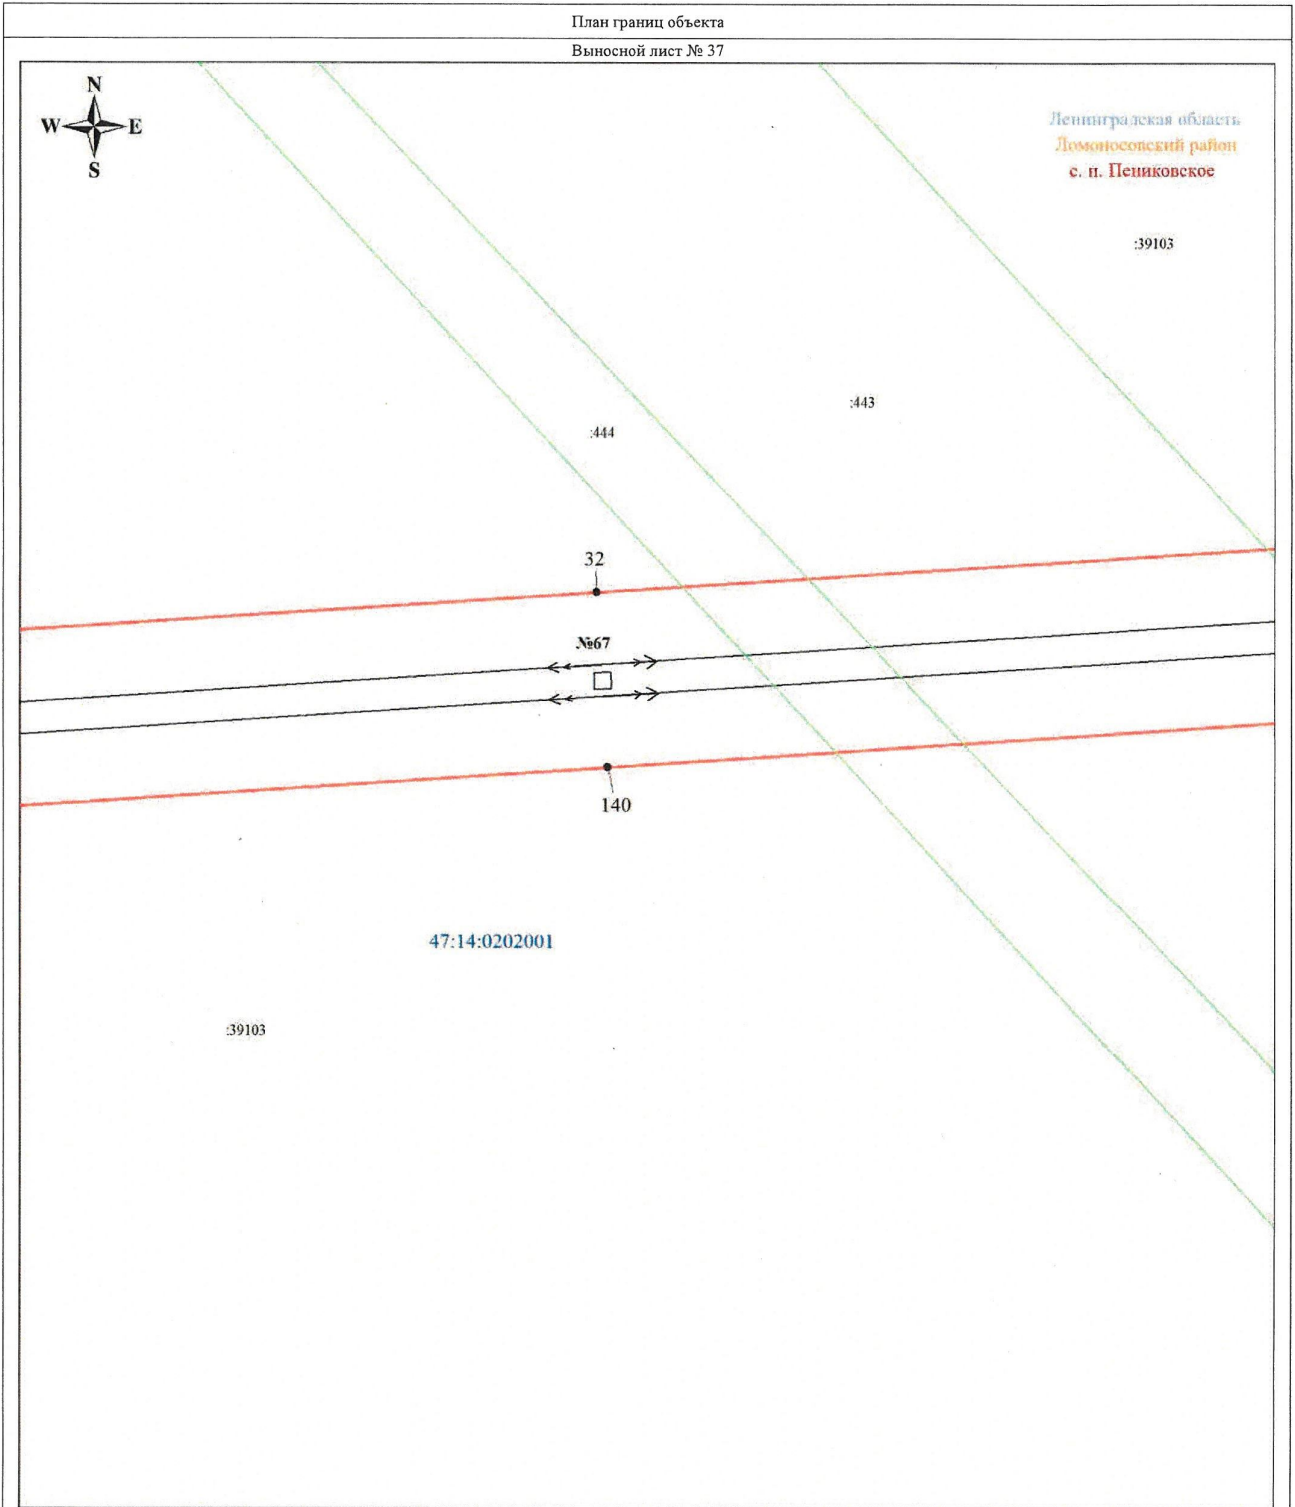 План границ объекта
Выносной лист № 37
N
W E
S
Ленинградская область
Ломоносовский район
с. п. Пениковское
:39103
:443
:444
32
№67
140
47:14:0202001
:39103